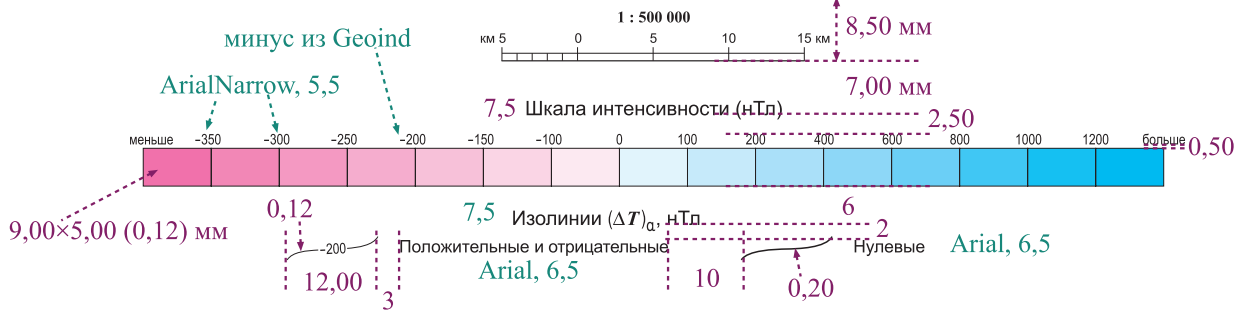 1 : 500 000
8,50 мм
минус из Geoind
км 5 0 5 10 15 км
ArialNarrow, 5,5
7,00 мм
7,5 Шкала интенсивности (нТл)
2,50
меньше −350 −300 −250 −200 −150 −100 0 100 200 400 600 800 1000 1200 больше
0,50
9,00×5,00 (0,12) мм
0,12 7,5 Изолинии (ΔT)α, нТл 6
2
−200 Положительные и отрицательные Нулевые Arial, 6,5
12,00 3 Arial, 6,5 10 0,20